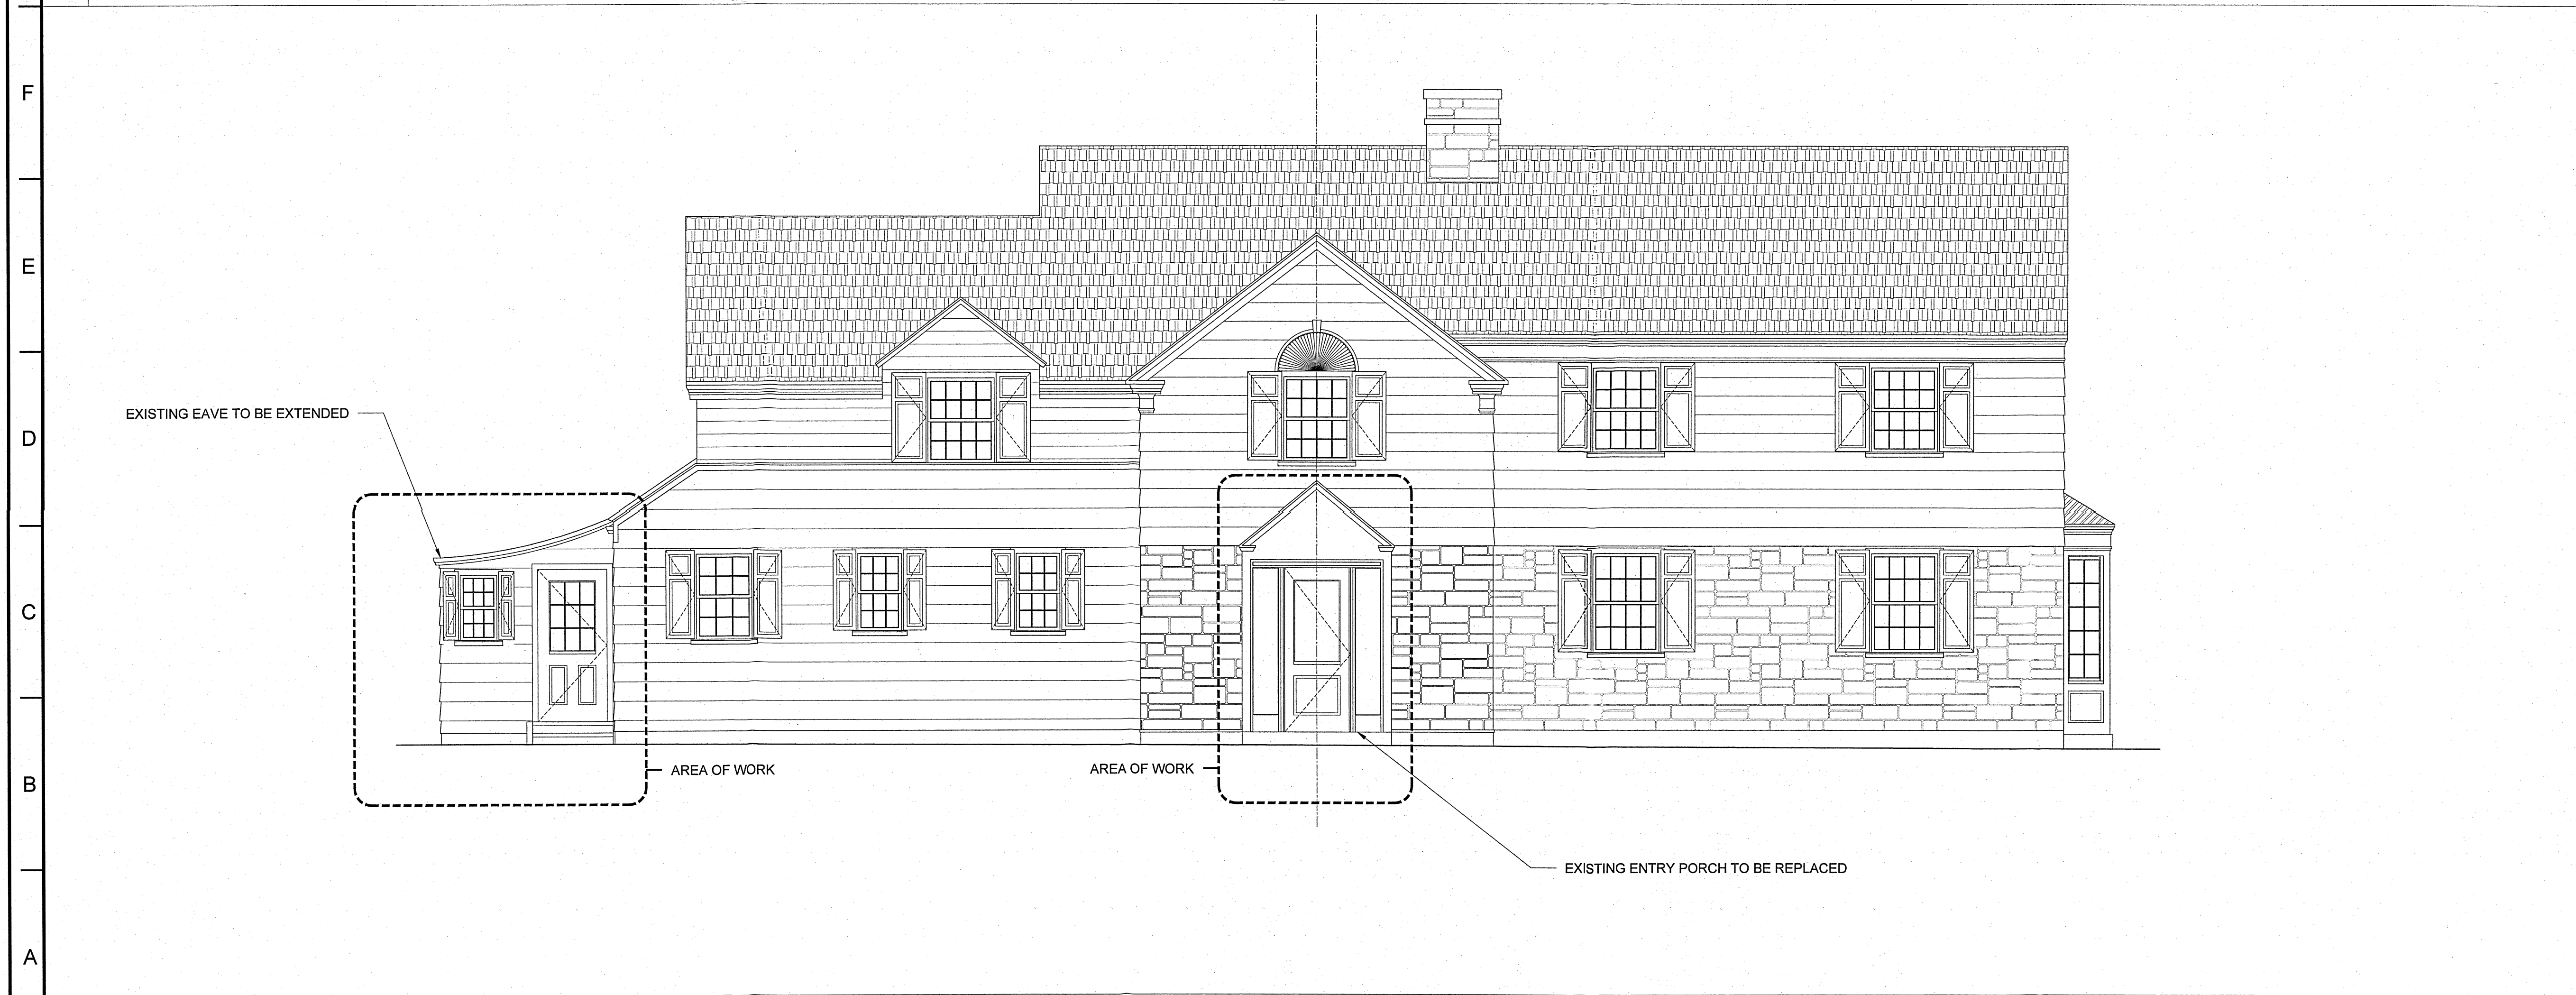 F
E
D
C
B
A
EXISTING EAVE TO BE EXTENDED
AREA OF WORK
AREA OF WORK
EXISTING ENTRY PORCH TO BE REPLACED